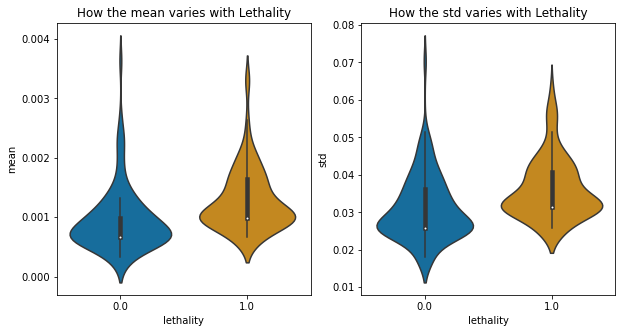 How the mean varies with Lethality
mean
0.004
0.003
0.002
0.001
0.000
0.0
1.0
lethality
How the std varies with Lethality
std
0.08
0.07
0.06
0.05
0.04
0.03
0.02
0.01
0.0
1.0
lethality